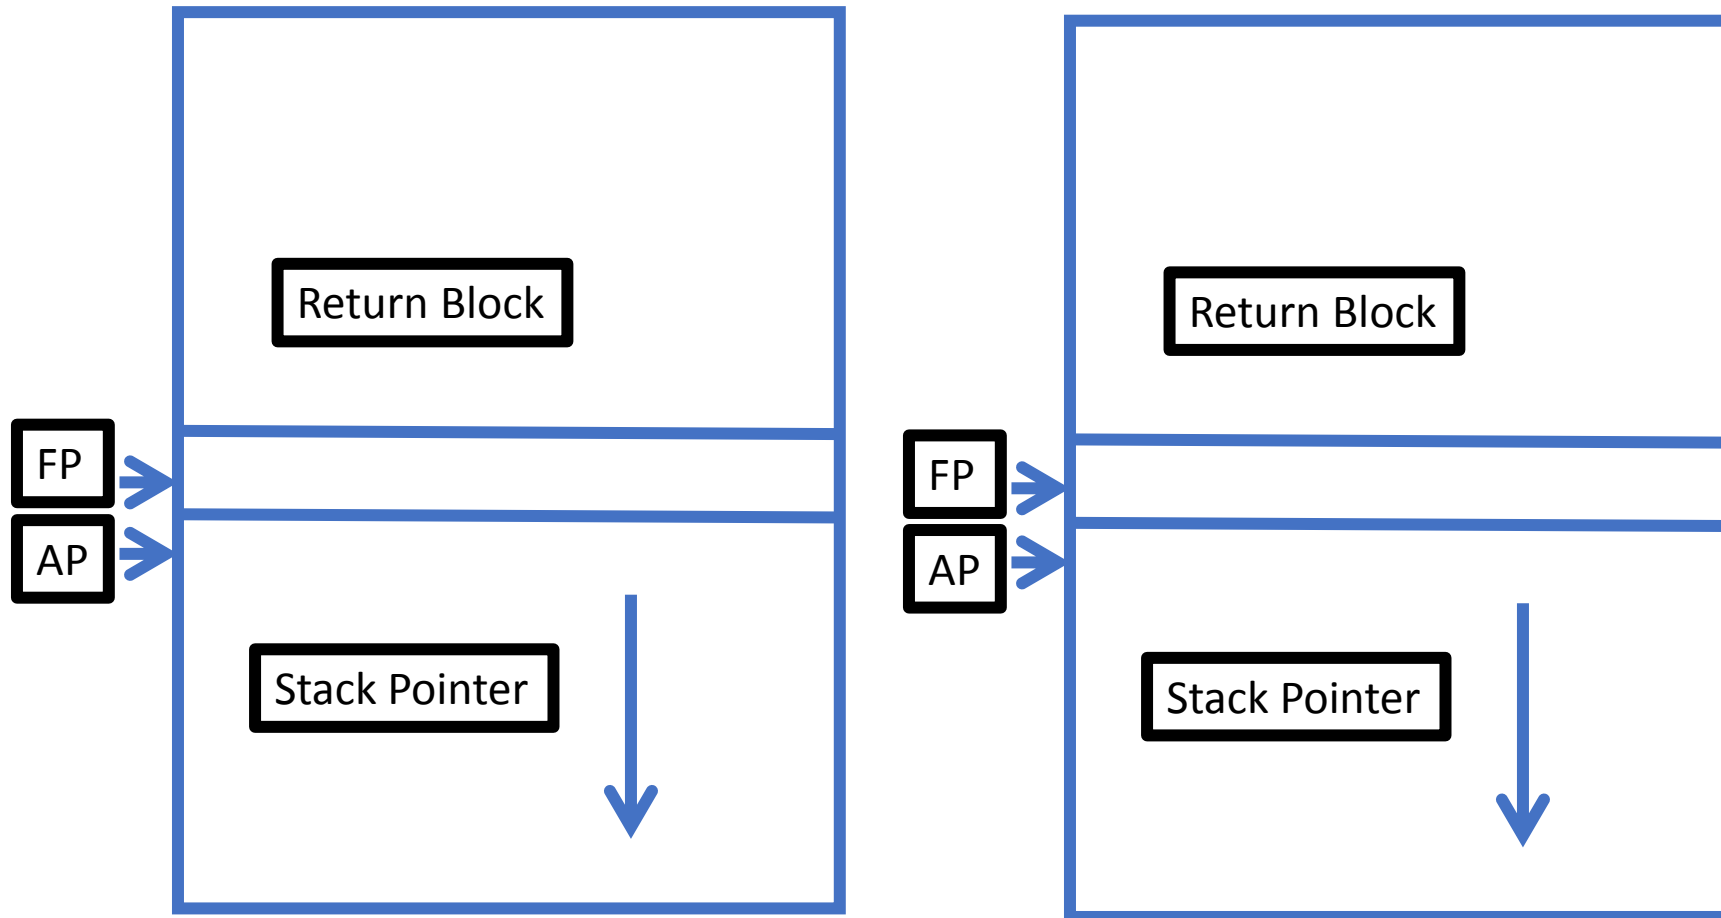 Return Block
FP
AP
Stack Pointer
Return Block
FP
AP
Stack Pointer